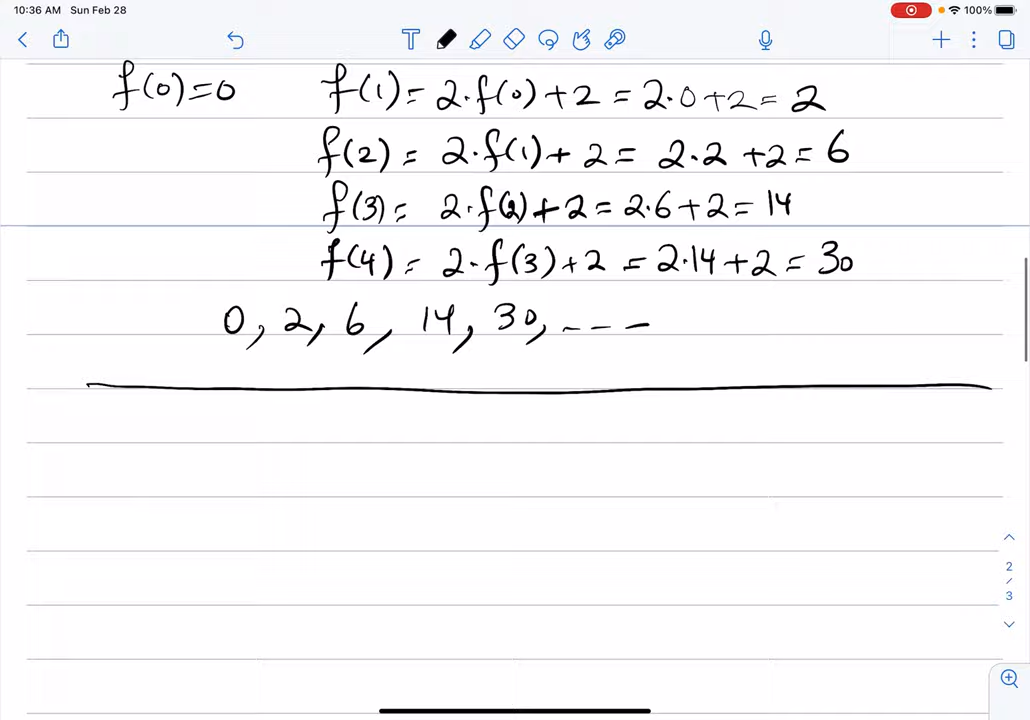 10:36 AM Sun Feb 28 100%
T
f(0)=0 f(1)= 2·f(0)+2 = 2·0+2 = 2
f(2) = 2·f(1)+2 = 2·2+2 = 6
f(3) = 2·f(2)+2 = 2·6+2 = 14
f(4) = 2·f(3)+2 = 2·14+2 = 30
0, 2, 6, 14, 30, ---
2
/
3